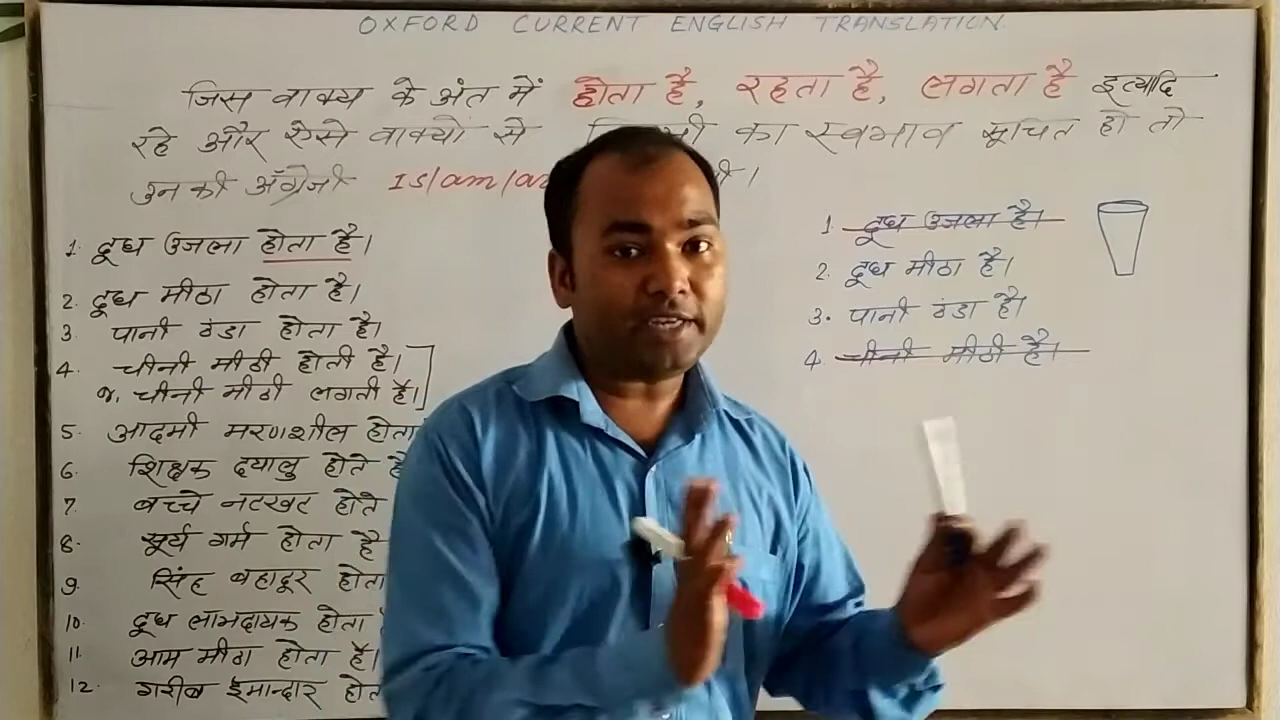 OXFORD CURRENT ENGLISH TRANSLATION.
जिस वाक्य के अंत में होता है, रहता है, लगता है इत्यादि
रहे और ऐसे वाक्यों से का स्वभाव सूचित हो तो
उनकी अँग्रेजी Is/am/
1. दूध उजला होता है।
2. दूध मीठा होता है।
3 पानी ठंडा होता है।
4. चीनी मीठी होती है।
चीनी मीठी लगती है।
5. आदमी मरणशील होता
6. शिक्षक दयालु होते है
7. बच्चे नटखट होते
8. सूर्य गर्म होता है
9. सिंह बहादूर होता
10. दूध लाभदायक होता
11. आम मीठा होता है।
12. गरीब ईमानदार
1. दूध उजला है।
2. दूध मीठा है।
3. पानी ठंडा है।
4 चीनी मीठी है।